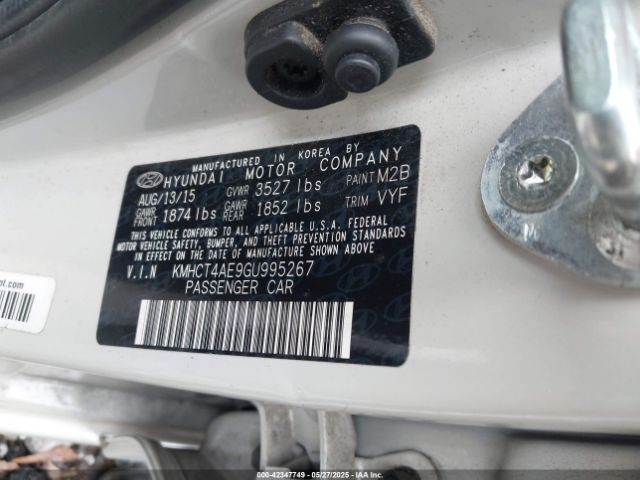 MANUFACTURED IN KOREA BY
HYUNDAI MOTOR COMPANY
AUG/13/15 GVWR 3527 lbs PAINT M2B
GAWR FRONT 1874 lbs GAWR REAR 1852 lbs TRIM VYF
THIS VEHICLE CONFORMS TO ALL APPLICABLE U.S.A. FEDERAL
MOTOR VEHICLE SAFETY, BUMPER, AND THEFT PREVENTION STANDARDS
IN EFFECT ON THE DATE OF MANUFACTURE SHOWN ABOVE.
V.I.N KMHCT4AE9GU995267
PASSENGER CAR
nt.com
000-42347749 - 05/27/2025 - IAA